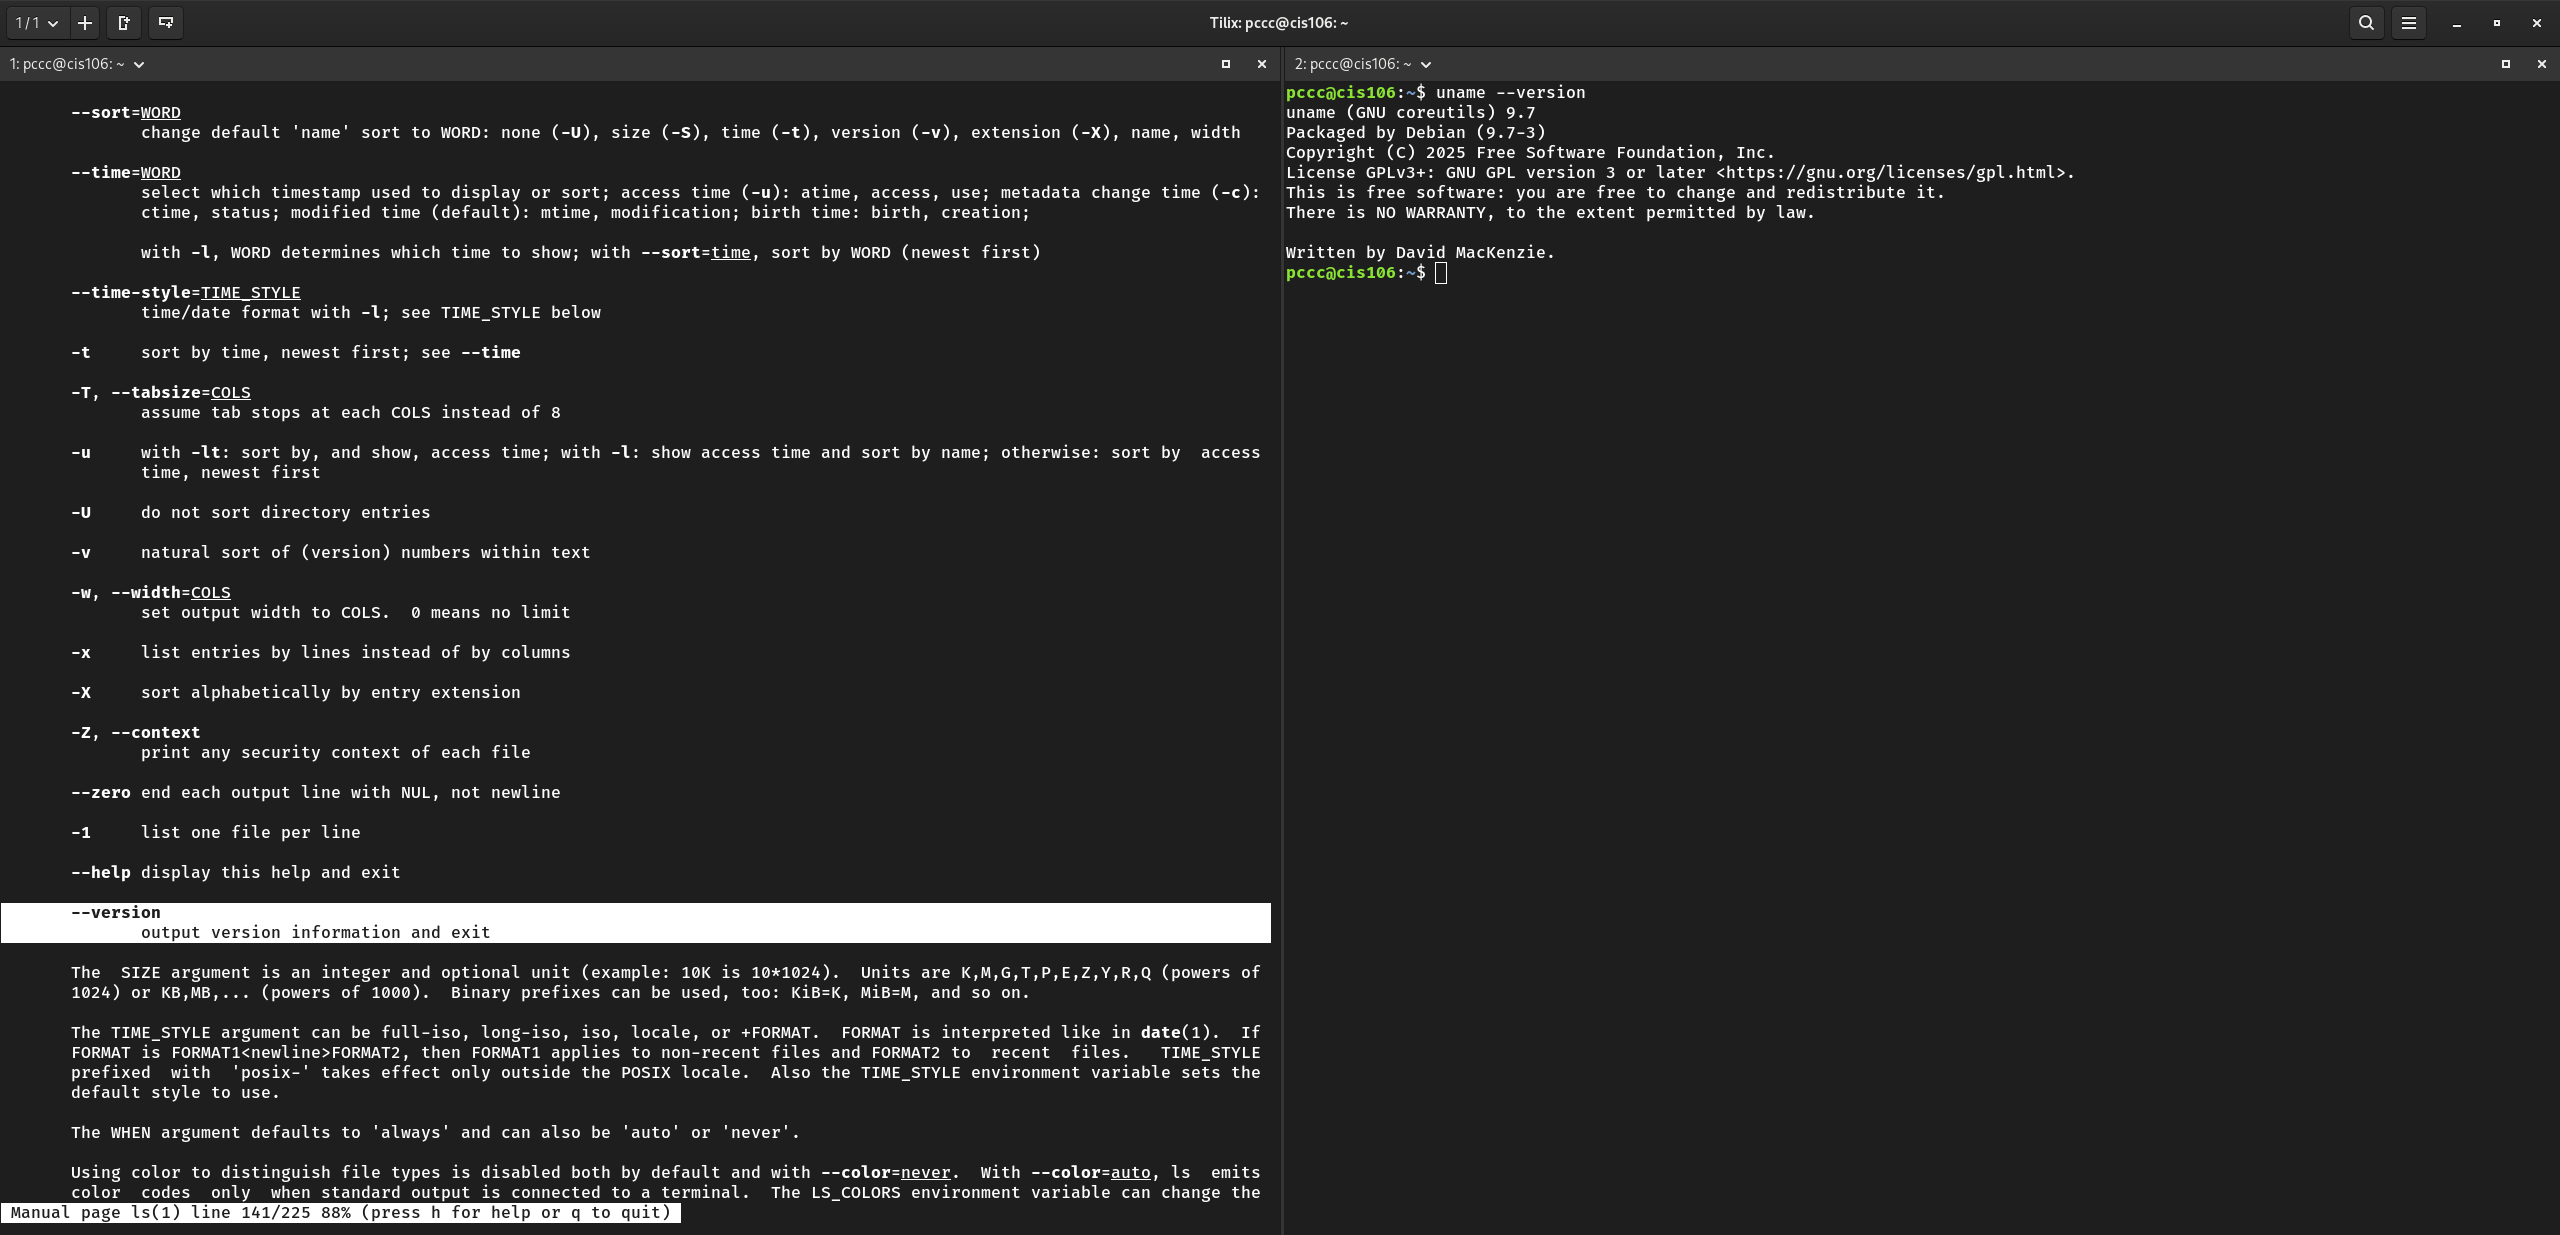 1 / 1
Tilix: pccc@cis106: ~
1: pccc@cis106: ~
--sort=WORD
change default 'name' sort to WORD: none (-U), size (-S), time (-t), version (-v), extension (-X), name, width
--time=WORD
select which timestamp used to display or sort; access time (-u): atime, access, use; metadata change time (-c):
ctime, status; modified time (default): mtime, modification; birth time: birth, creation;
with -l, WORD determines which time to show; with --sort=time, sort by WORD (newest first)
--time-style=TIME_STYLE
time/date format with -l; see TIME_STYLE below
-t     sort by time, newest first; see --time
-T, --tabsize=COLS
assume tab stops at each COLS instead of 8
-u     with -lt: sort by, and show, access time; with -l: show access time and sort by name; otherwise: sort by  access
time, newest first
-U     do not sort directory entries
-v     natural sort of (version) numbers within text
-w, --width=COLS
set output width to COLS.  0 means no limit
-x     list entries by lines instead of by columns
-X     sort alphabetically by entry extension
-Z, --context
print any security context of each file
--zero end each output line with NUL, not newline
-1     list one file per line
--help display this help and exit
--version
output version information and exit
The  SIZE argument is an integer and optional unit (example: 10K is 10*1024).  Units are K,M,G,T,P,E,Z,Y,R,Q (powers of
1024) or KB,MB,... (powers of 1000).  Binary prefixes can be used, too: KiB=K, MiB=M, and so on.
The TIME_STYLE argument can be full-iso, long-iso, iso, locale, or +FORMAT.  FORMAT is interpreted like in date(1).  If
FORMAT is FORMAT1<newline>FORMAT2, then FORMAT1 applies to non-recent files and FORMAT2 to  recent  files.   TIME_STYLE
prefixed  with  'posix-' takes effect only outside the POSIX locale.  Also the TIME_STYLE environment variable sets the
default style to use.
The WHEN argument defaults to 'always' and can also be 'auto' or 'never'.
Using color to distinguish file types is disabled both by default and with --color=never.  With --color=auto, ls  emits
color  codes  only  when standard output is connected to a terminal.  The LS_COLORS environment variable can change the
Manual page ls(1) line 141/225 88% (press h for help or q to quit)
2: pccc@cis106: ~
pccc@cis106:~$ uname --version
uname (GNU coreutils) 9.7
Packaged by Debian (9.7-3)
Copyright (C) 2025 Free Software Foundation, Inc.
License GPLv3+: GNU GPL version 3 or later <https://gnu.org/licenses/gpl.html>.
This is free software: you are free to change and redistribute it.
There is NO WARRANTY, to the extent permitted by law.
Written by David MacKenzie.
pccc@cis106:~$